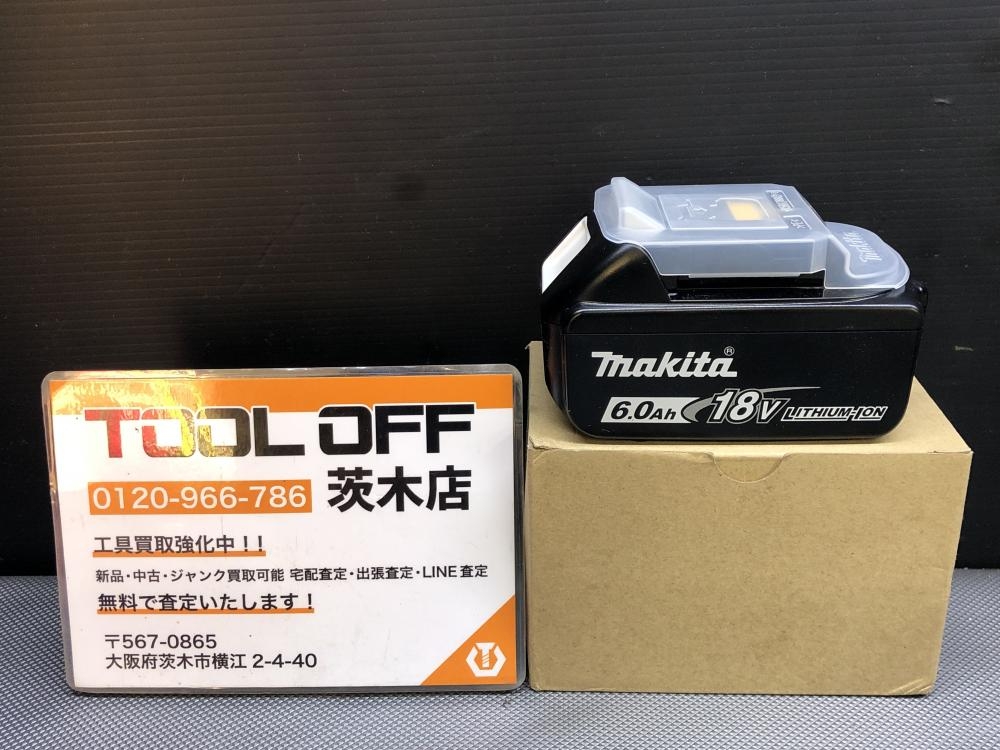 TOOL OFF
0120-966-786 茨木店
工具買取強化中！！
新品・中古・ジャンク買取可能 宅配査定・出張査定・LINE査定
無料で査定いたします！
〒567-0865
大阪府茨木市横江 2-4-40
makita®
6.0Ah 18V LITHIUM-ION